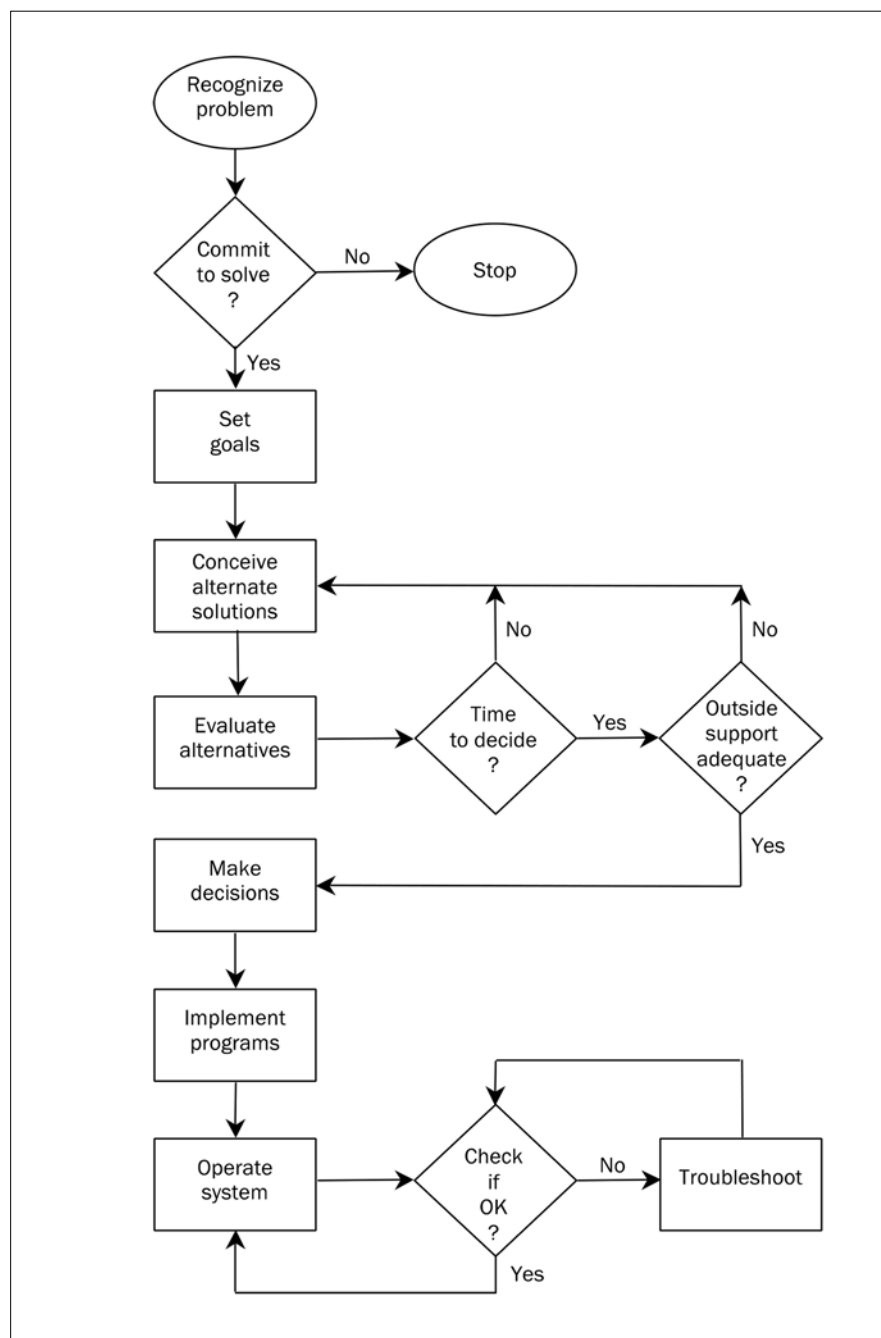 Recognize
problem
Commit
to solve
?
No
Stop
Yes
Set
goals
Conceive
alternate
solutions
No
No
Evaluate
alternatives
Time
to decide
?
Yes
Outside
support
adequate
?
Yes
Make
decisions
Implement
programs
Operate
system
Check
if
OK
?
No
Troubleshoot
Yes